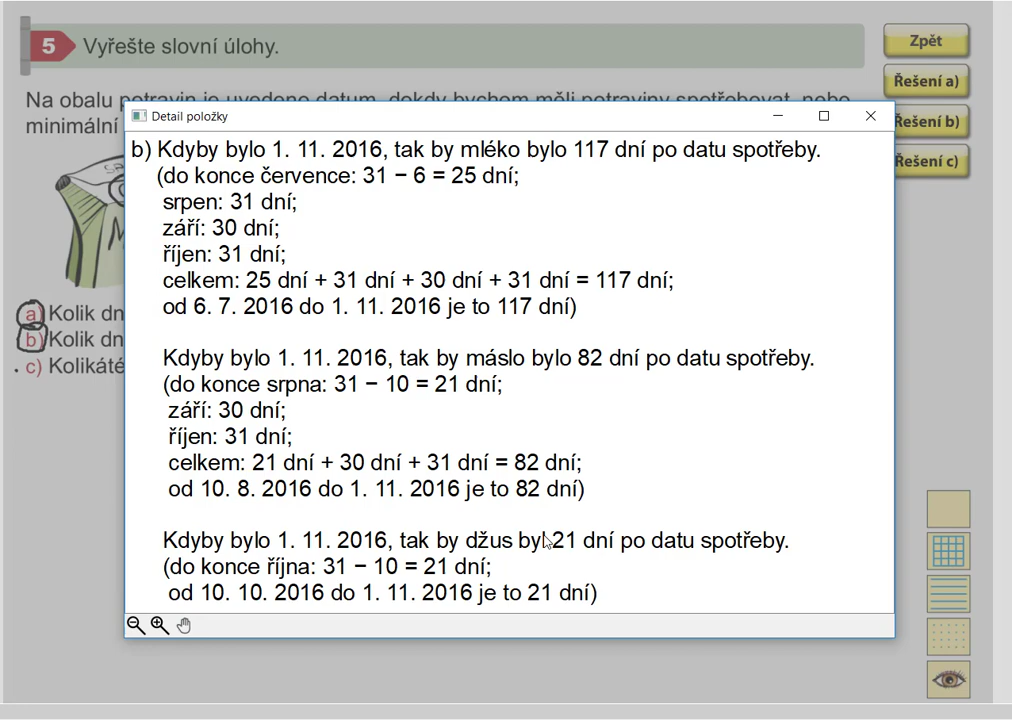 5 Vyřešte slovní úlohy.
Zpět
Řešení a)
Řešení b)
Řešení c)
Na obalu potravin je uvedeno datum, dokdy bychom měli potraviny spotřebovat, nebo
minimální
Detail položky
b) Kdyby bylo 1. 11. 2016, tak by mléko bylo 117 dní po datu spotřeby.
(do konce července: 31 − 6 = 25 dní;
srpen: 31 dní;
září: 30 dní;
říjen: 31 dní;
celkem: 25 dní + 31 dní + 30 dní + 31 dní = 117 dní;
od 6. 7. 2016 do 1. 11. 2016 je to 117 dní)
Kdyby bylo 1. 11. 2016, tak by máslo bylo 82 dní po datu spotřeby.
(do konce srpna: 31 − 10 = 21 dní;
září: 30 dní;
říjen: 31 dní;
celkem: 21 dní + 30 dní + 31 dní = 82 dní;
od 10. 8. 2016 do 1. 11. 2016 je to 82 dní)
Kdyby bylo 1. 11. 2016, tak by džus byl 21 dní po datu spotřeby.
(do konce října: 31 − 10 = 21 dní;
od 10. 10. 2016 do 1. 11. 2016 je to 21 dní)
a) Kolik dn
b) Kolik dn
c) Kolikáté